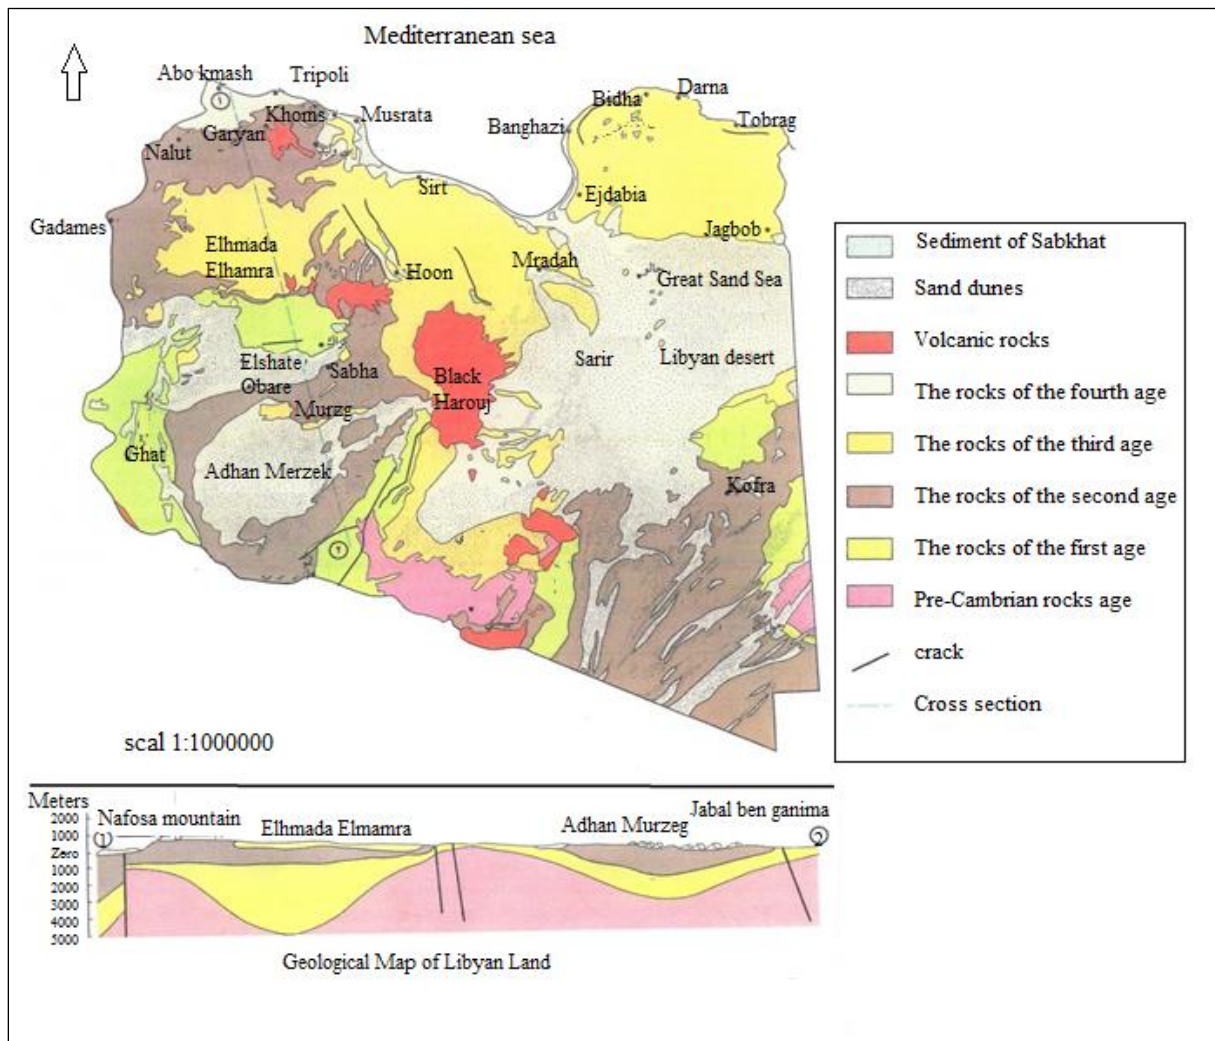 Mediterranean sea
Abo kmash
Tripoli
١
Khoms
Musrata
Garyan
Nalut
Bidha
Darna
Banghazi
Tobrag
Sirt
Ejdabia
Gadames
Jagbob
Elhmada
Elhamra
Hoon
Mradah
Great Sand Sea
Elshate
Obare
Sabha
Sarir
Libyan desert
Black
Harouj
Murzg
Ghat
Adhan Merzek
Kofra
٢
scal 1:1000000
Sediment of Sabkhat
Sand dunes
Volcanic rocks
The rocks of the fourth age
The rocks of the third age
The rocks of the second age
The rocks of the first age
Pre-Cambrian rocks age
crack
Cross section
Meters
2000
1000
Zero
1000
2000
3000
4000
5000
1
Nafosa mountain
Elhmada Elmamra
Adhan Murzeg
Jabal ben ganima
2
Geological Map of Libyan Land